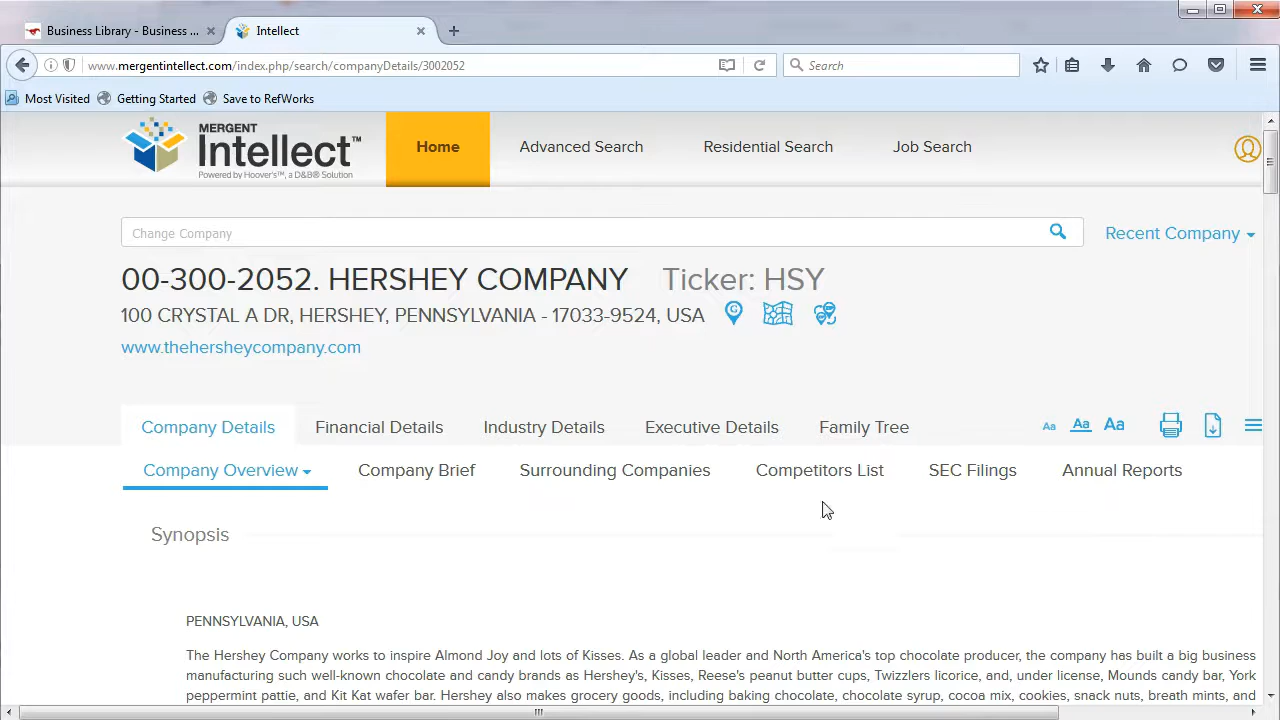 Business Library - Business ...
Intellect
www.mergentintellect.com/index.php/search/companyDetails/3002052
Search
Most Visited
Getting Started
Save to RefWorks
MERGENT
Intellect™
Powered by Hoover's™, a D&B® Solution
Home
Advanced Search
Residential Search
Job Search
Change Company
Recent Company
00-300-2052. HERSHEY COMPANY Ticker: HSY
100 CRYSTAL A DR, HERSHEY, PENNSYLVANIA - 17033-9524, USA
www.thehersheycompany.com
Company Details
Financial Details
Industry Details
Executive Details
Family Tree
Aa Aa Aa
Company Overview
Company Brief
Surrounding Companies
Competitors List
SEC Filings
Annual Reports
Synopsis
PENNSYLVANIA, USA
The Hershey Company works to inspire Almond Joy and lots of Kisses. As a global leader and North America's top chocolate producer, the company has built a big business
manufacturing such well-known chocolate and candy brands as Hershey's, Kisses, Reese's peanut butter cups, Twizzlers licorice, and, under license, Mounds candy bar, York
peppermint pattie, and Kit Kat wafer bar. Hershey also makes grocery goods, including baking chocolate, chocolate syrup, cocoa mix, cookies, snack nuts, breath mints, and